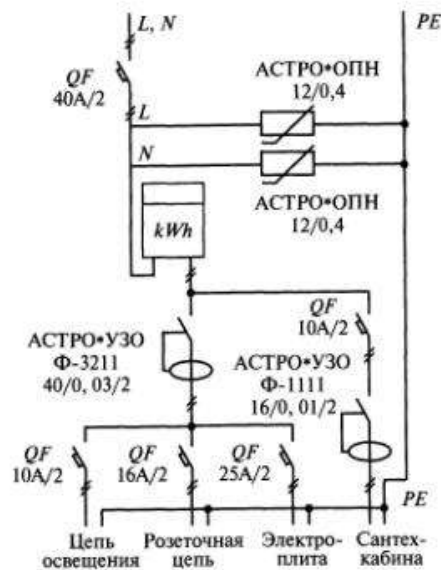 L, N
PE
QF
40А/2
АСТРО*ОПН
12/0,4
L
N
АСТРО*ОПН
12/0,4
kWh
QF
10А/2
АСТРО*УЗО
Ф-3211
40/0, 03/2
АСТРО*УЗО
Ф-1111
16/0, 01/2
QF
10А/2
QF
16А/2
QF
25А/2
PE
Цепь
освещения
Розеточная
цепь
Электро-
плита
Сантех-
кабина